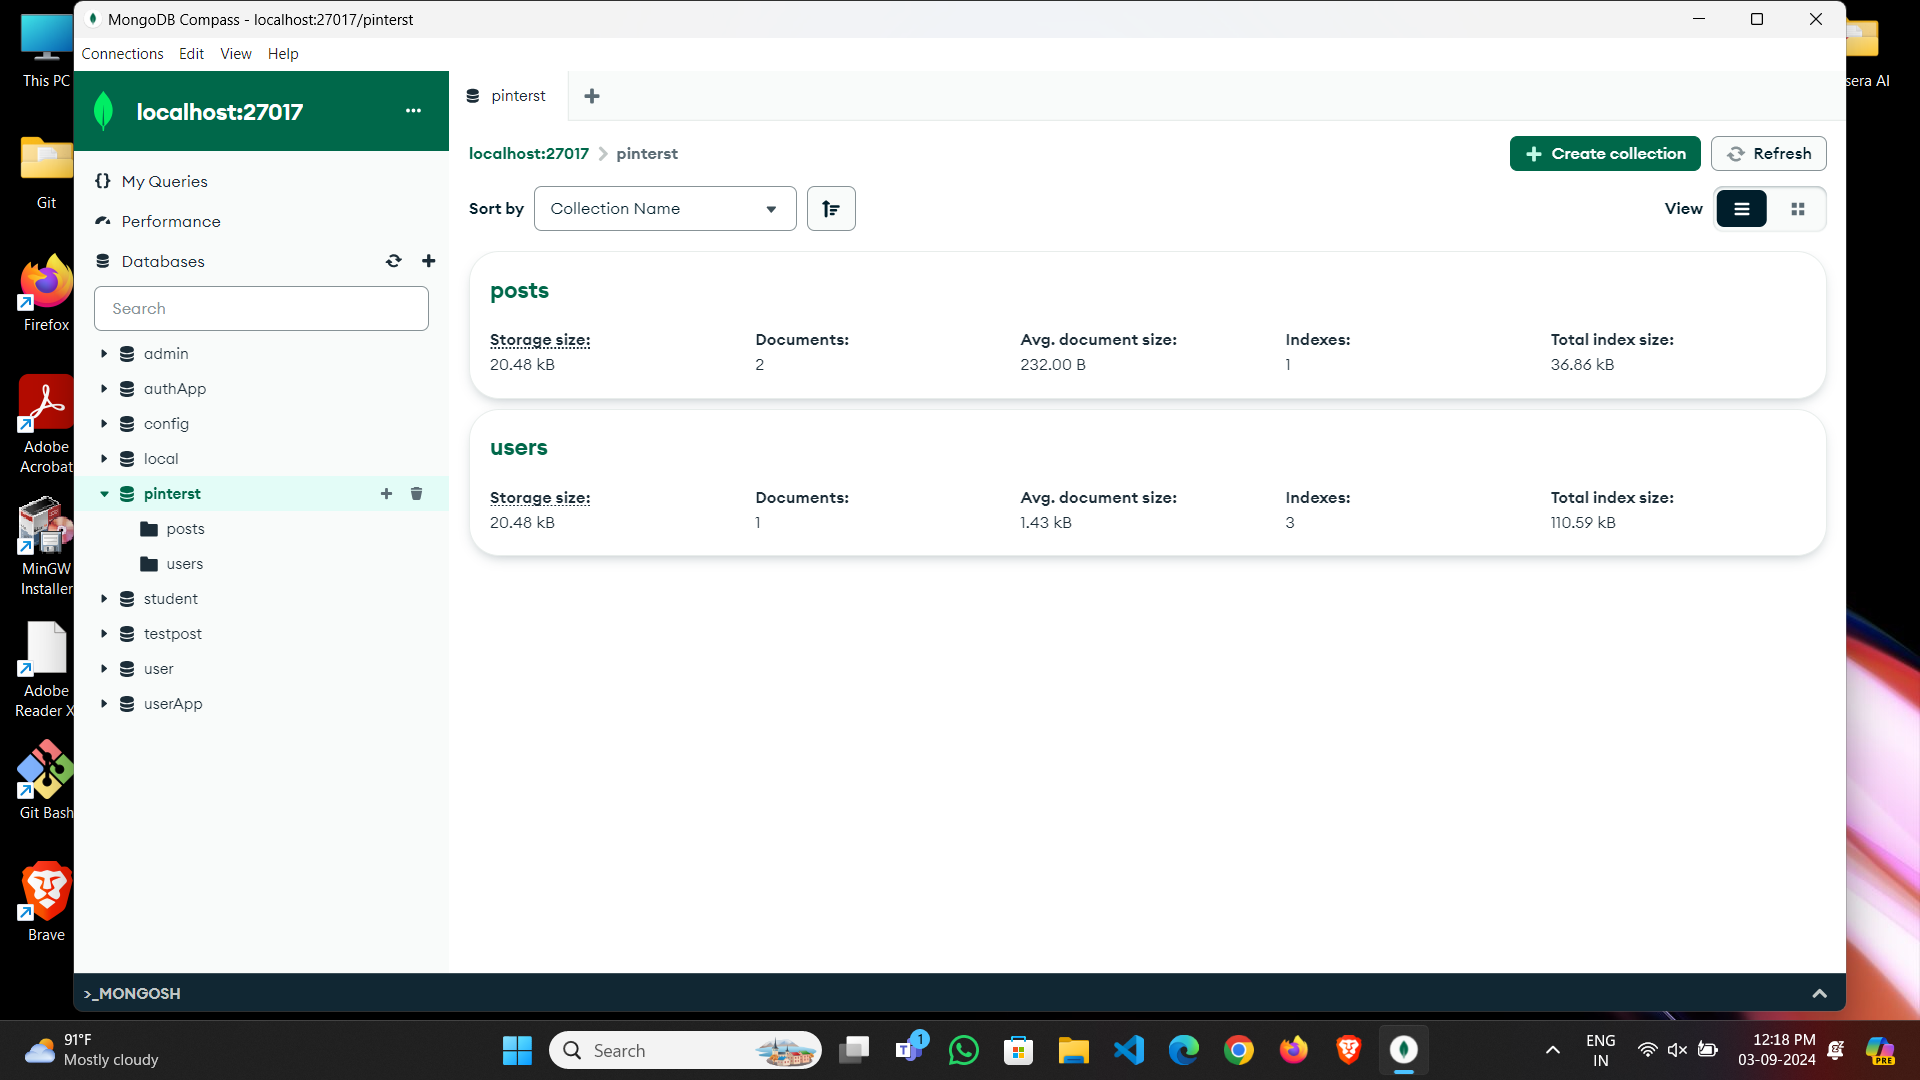 MongoDB Compass - localhost:27017/pinterst
Connections Edit View Help
This PC
Git
Firefox
Adobe
Acrobat
MinGW
Installer
Adobe
Reader X
Git Bash
Brave
sera AI
localhost:27017
My Queries
Performance
Databases
Search
admin
authApp
config
local
pinterst
posts
users
student
testpost
user
userApp
pinterst
localhost:27017 pinterst
Create collection
Refresh
Sort by Collection Name
View
posts
Storage size: Documents: Avg. document size: Indexes: Total index size:
20.48 kB 2 232.00 B 1 36.86 kB
users
Storage size: Documents: Avg. document size: Indexes: Total index size:
20.48 kB 1 1.43 kB 3 110.59 kB
>_MONGOSH
91°F
Mostly cloudy
Search
1
ENG
IN
12:18 PM
03-09-2024
PRE